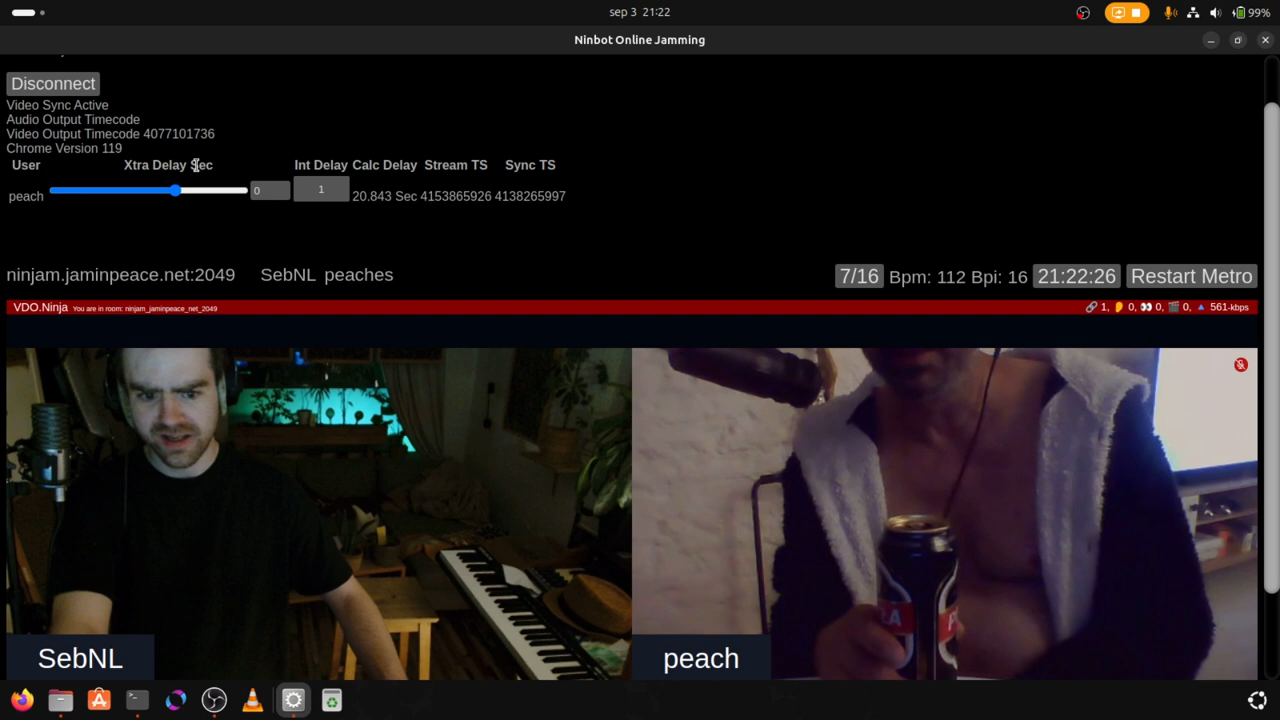 sep 3 21:22
99%
Ninbot Online Jamming
Disconnect
Video Sync Active
Audio Output Timecode
Video Output Timecode 4077101736
Chrome Version 119
User Xtra Delay Sec Int Delay Calc Delay Stream TS Sync TS
peach 0 1 20.843 Sec 4153865926 4138265997
ninjam.jaminpeace.net:2049 SebNL peaches 7/16 Bpm: 112 Bpi: 16 21:22:26 Restart Metro
VDO.Ninja You are in room: ninjam_jaminpeace_net_2049 1, 0, 0, 0, 561-kbps
SebNL
peach